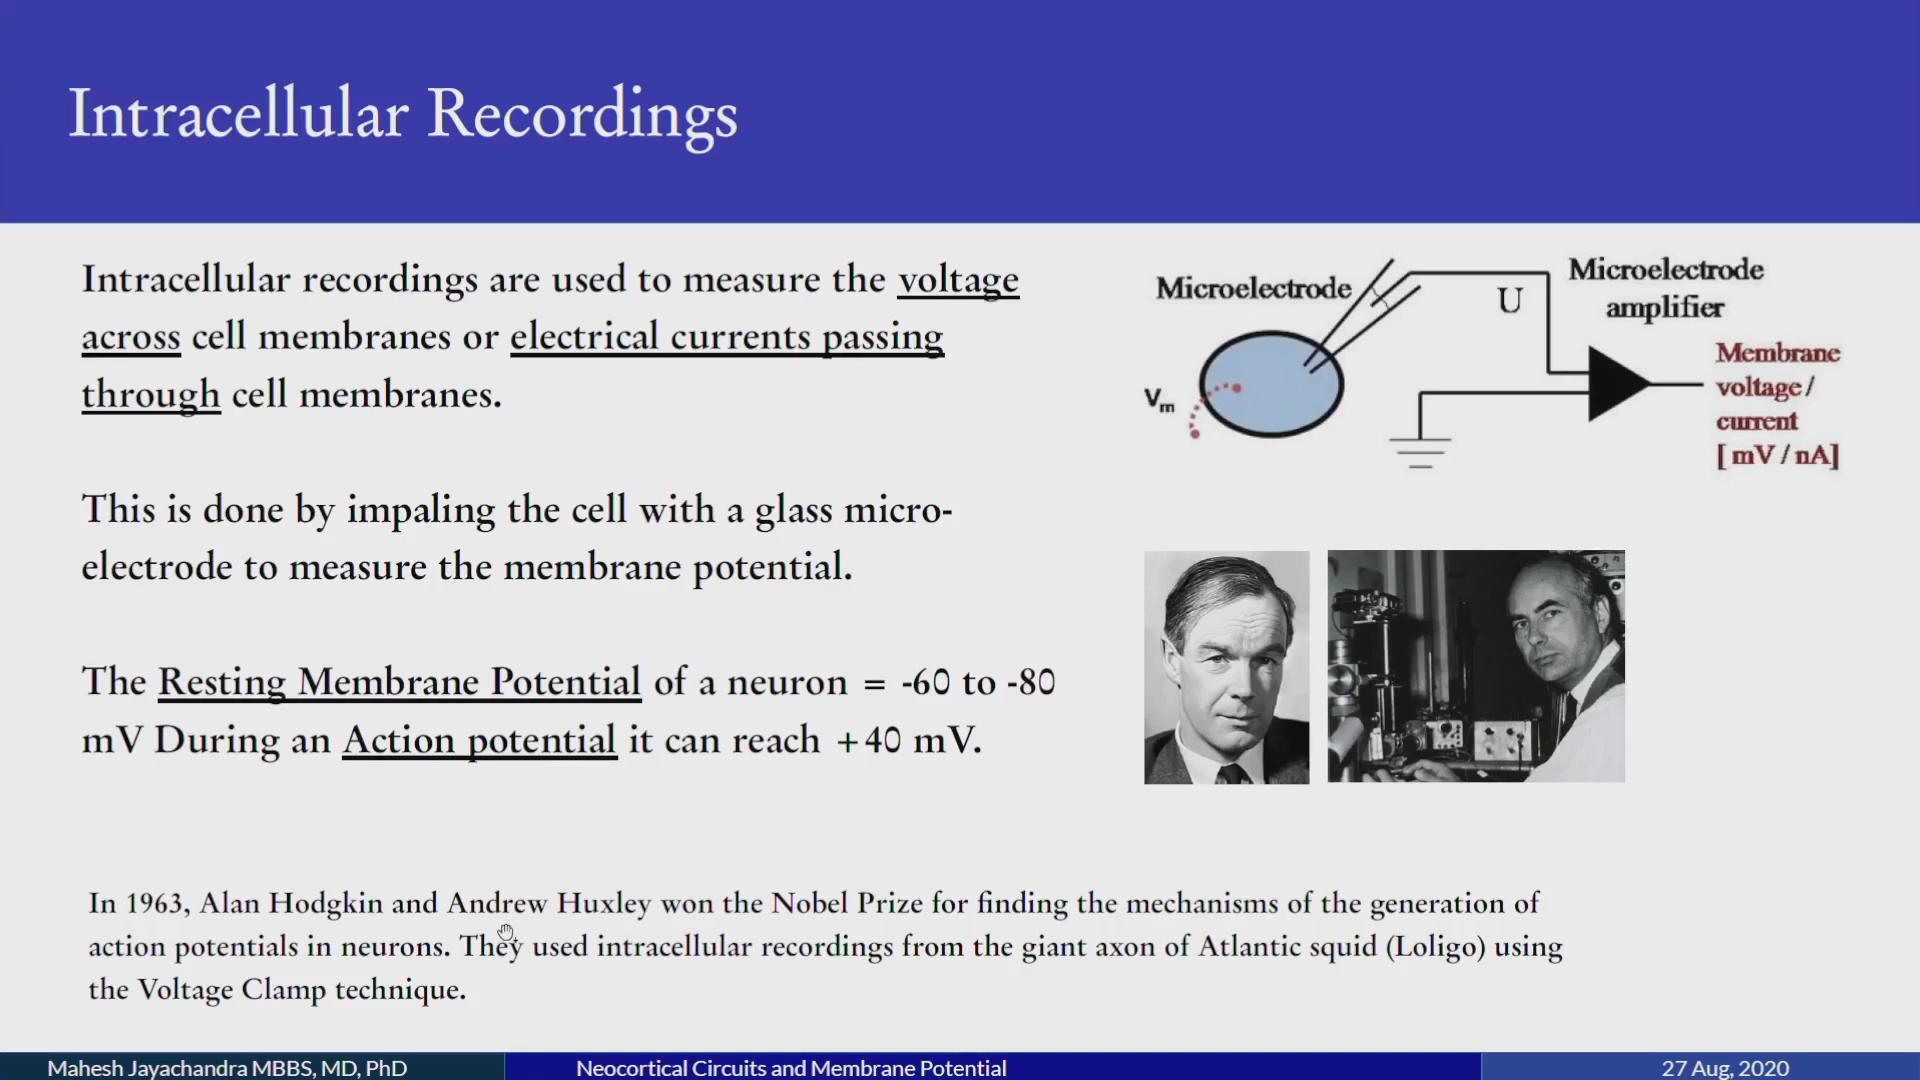 Intracellular Recordings
Intracellular recordings are used to measure the voltage
across cell membranes or electrical currents passing
through cell membranes.
This is done by impaling the cell with a glass micro-
electrode to measure the membrane potential.
The Resting Membrane Potential of a neuron = -60 to -80
mV During an Action potential it can reach +40 mV.
Microelectrode
U
Microelectrode
amplifier
Vm
Membrane
voltage /
current
[ mV / nA]
In 1963, Alan Hodgkin and Andrew Huxley won the Nobel Prize for finding the mechanisms of the generation of
action potentials in neurons. They used intracellular recordings from the giant axon of Atlantic squid (Loligo) using
the Voltage Clamp technique.
Mahesh Jayachandra MBBS, MD, PhD
Neocortical Circuits and Membrane Potential
27 Aug, 2020